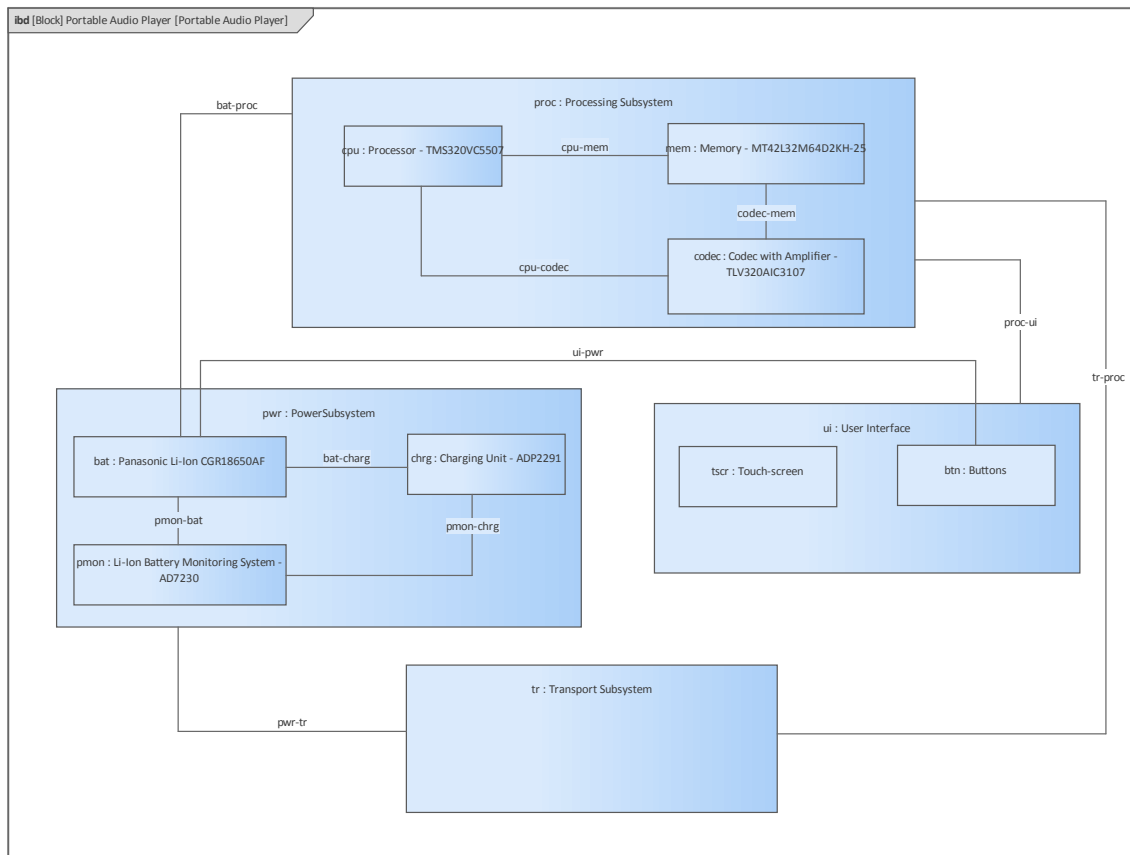 ibd [Block] Portable Audio Player [Portable Audio Player]
bat-proc
proc : Processing Subsystem
cpu : Processor - TMS320VC5507
cpu-mem
mem : Memory - MT42L32M64D2KH-25
codec-mem
cpu-codec
codec : Codec with Amplifier -
TLV320AIC3107
proc-ui
ui-pwr
tr-proc
pwr : PowerSubsystem
bat : Panasonic Li-Ion CGR18650AF
bat-charg
chrg : Charging Unit - ADP2291
pmon-bat
pmon-chrg
pmon : Li-Ion Battery Monitoring System -
AD7230
ui : User Interface
tscr : Touch-screen
btn : Buttons
tr : Transport Subsystem
pwr-tr